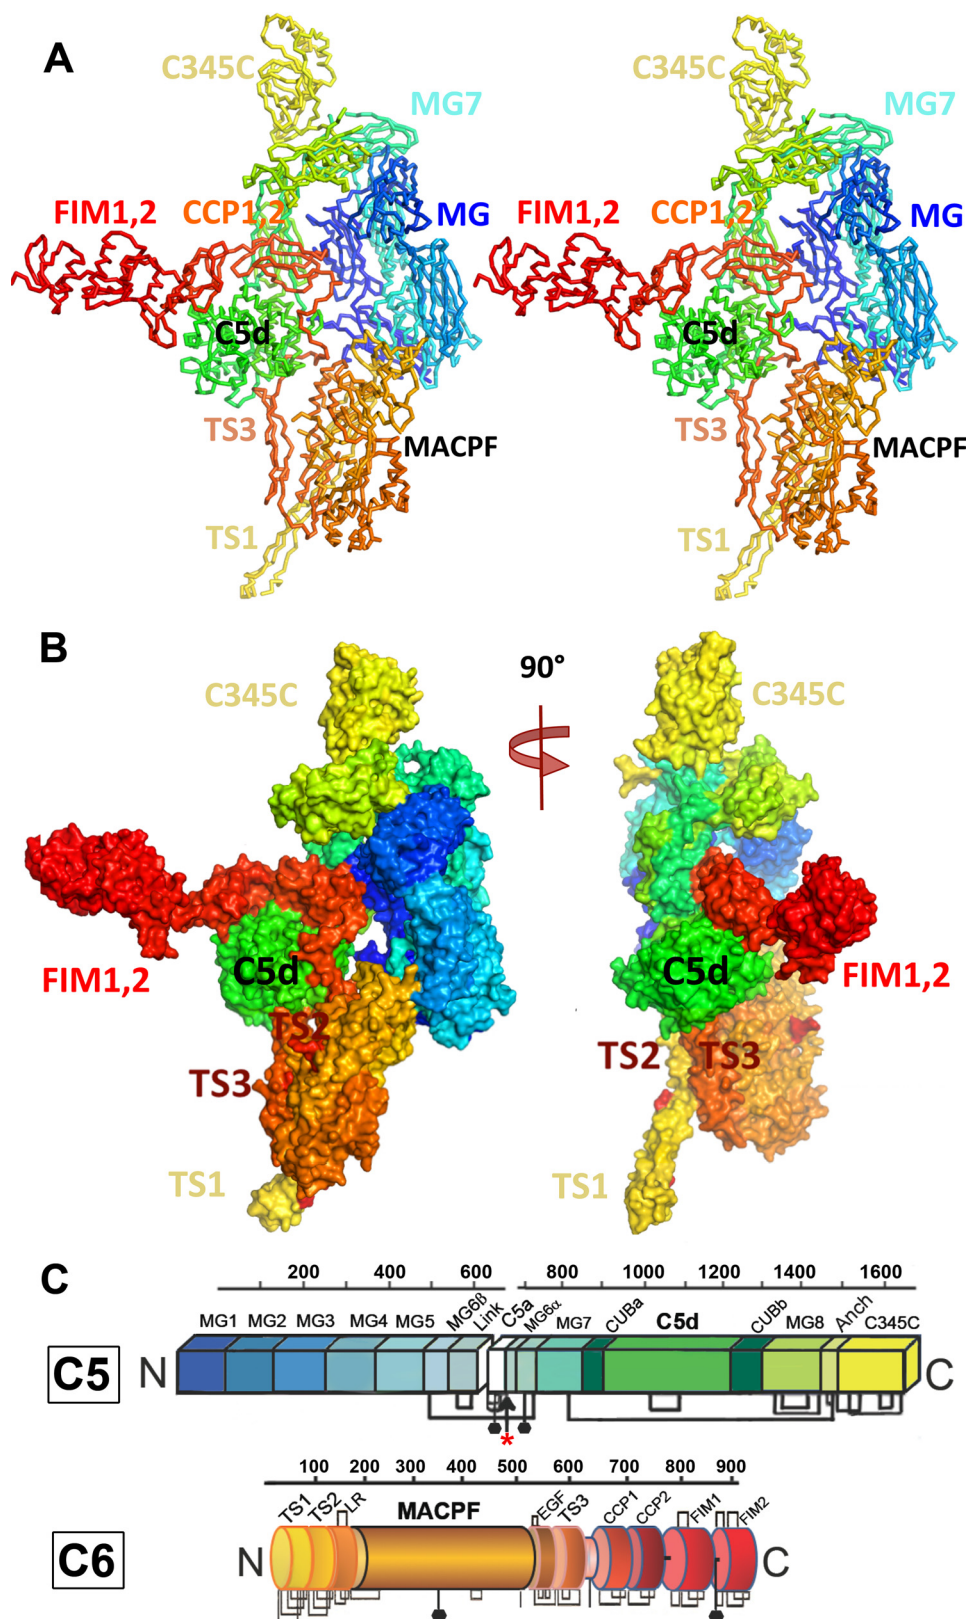 A
C345C
MG7
C345C
MG7
FIM1,2
CCP1,2
MG
FIM1,2
CCP1,2
MG
C5d
C5d
TS3
MACPF
TS3
MACPF
TS1
TS1
B
90°
C345C
C345C
C5d
C5d
FIM1,2
FIM1,2
TS2
TS3
TS2
TS3
TS1
TS1
C
200 400 600 800 1000 1200 1400 1600
MG1 MG2 MG3 MG4 MG5 MG6β Link C5a MG6α MG7 CUBa C5d CUBb MG8 Anch C345C
C5 N C
*
100 200 300 400 500 600 700 800 900
TS1 TS2 LR MACPF EGF TS3 CCP1 CCP2 FIM1 FIM2
C6 N C